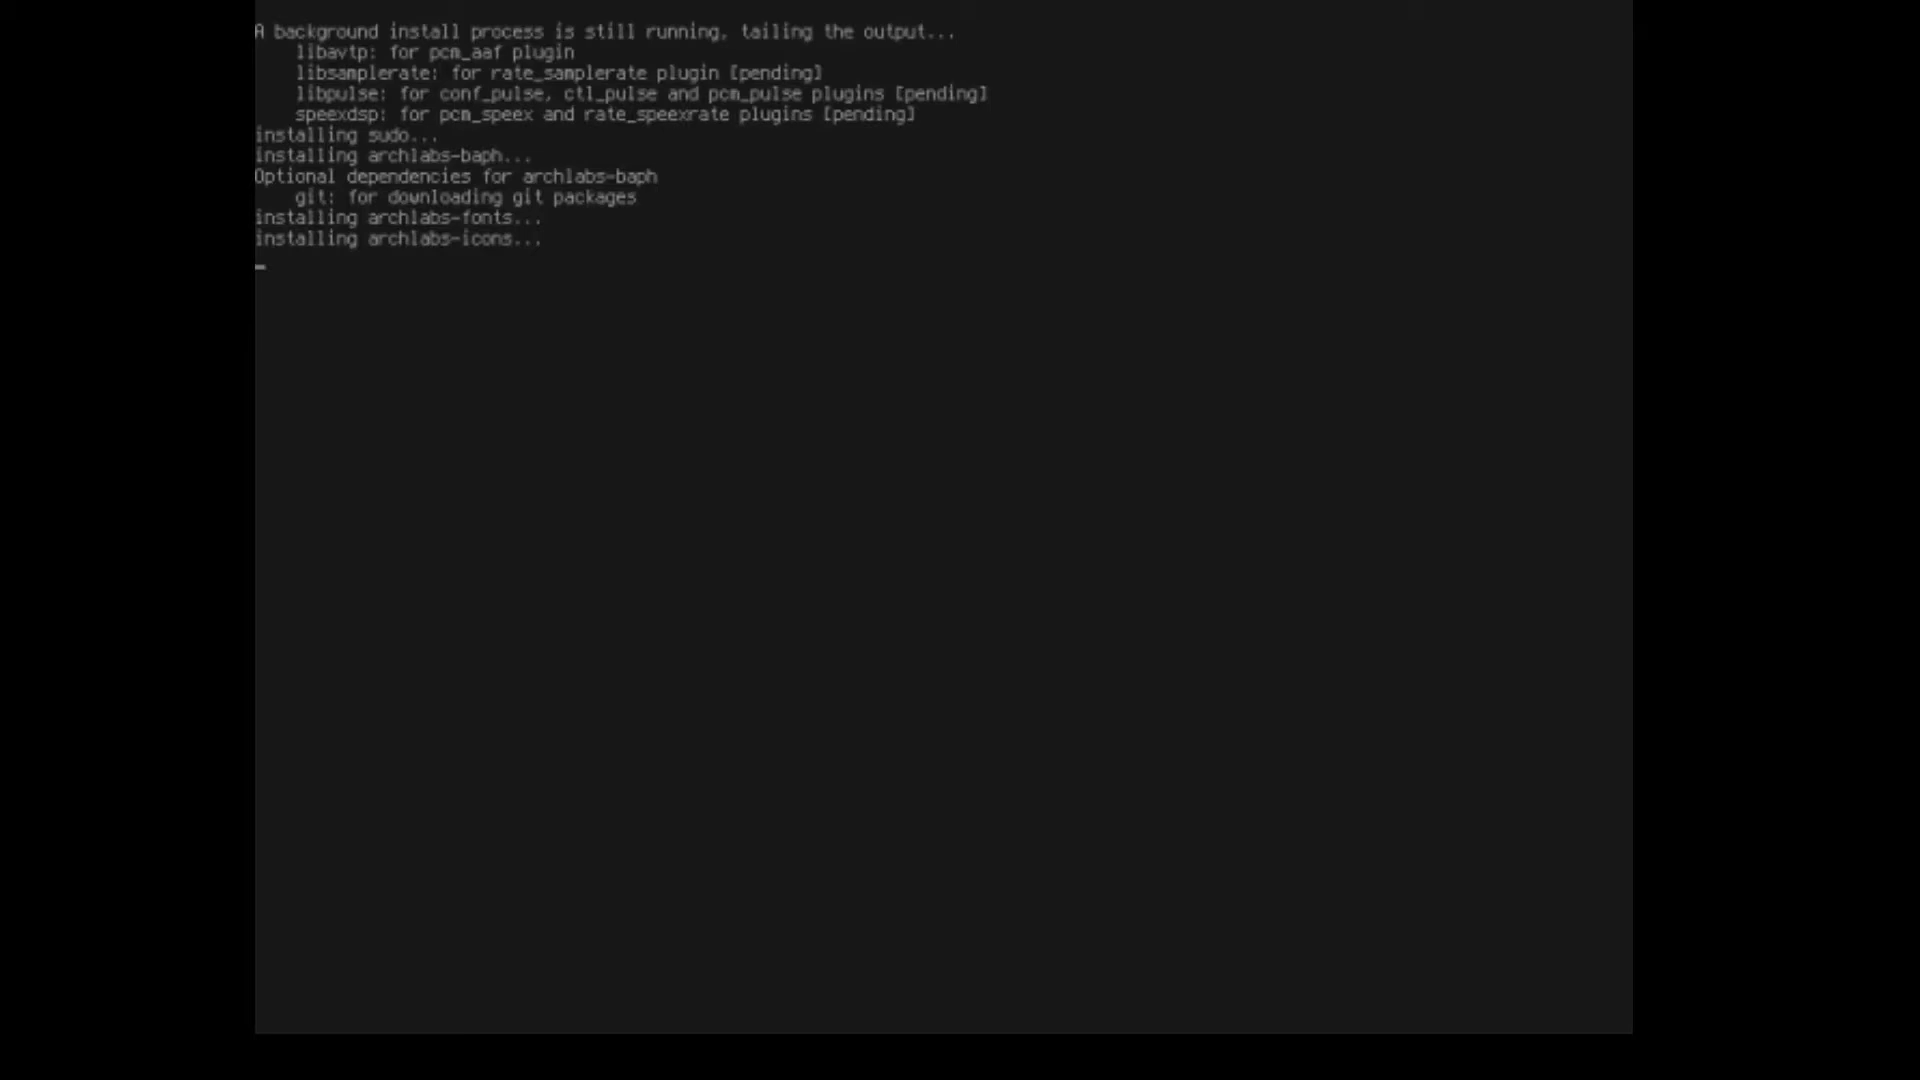 A background install process is still running, tailing the output...
    libavtp: for pcm_aaf plugin
    libsamplerate: for rate_samplerate plugin [pending]
    libpulse: for conf_pulse, ctl_pulse and pcm_pulse plugins [pending]
    speexdsp: for pcm_speex and rate_speexrate plugins [pending]
installing sudo...
installing archlabs-baph...
Optional dependencies for archlabs-baph
    git: for downloading git packages
installing archlabs-fonts...
installing archlabs-icons...